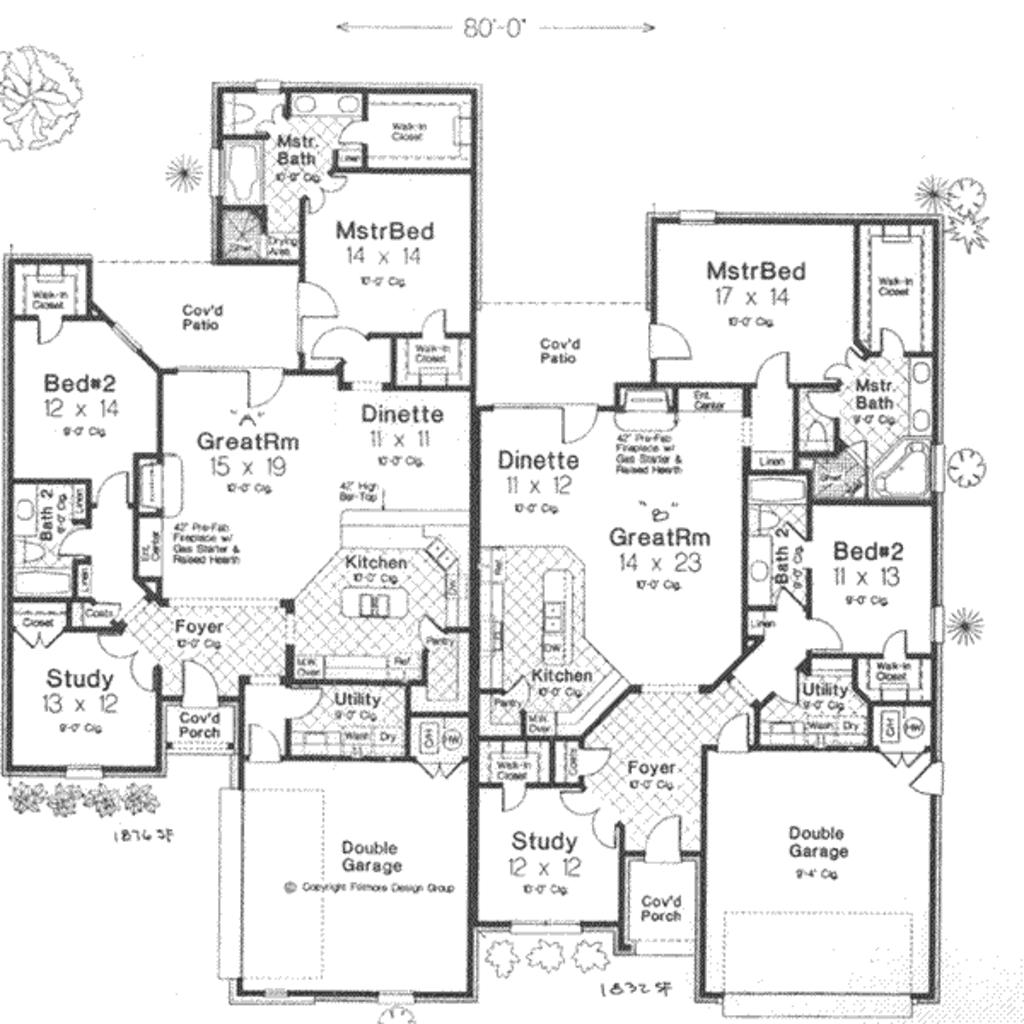 80'-0"
Mstr.
Bath
10'-0" Clg.
Walk-In
Closet
Linen
Shwr
Drying
Area
MstrBed
14 x 14
10'-0" Clg.
Walk-In
Closet
Cov'd
Patio
Walk-In
Closet
Bed#2
12 x 14
9'-0" Clg.
"A"
GreatRm
15 x 19
10'-0" Clg.
Dinette
11 x 11
10'-0" Clg.
42" High
Bar-Top
42" Pre-Fab
Fireplace w/
Gas Starter &
Raised Hearth
Ent.
Center
Bath 2
9'-0" Clg.
Linen
Linen
Kitchen
10'-0" Clg.
D/W
Pantry
M.W.
Oven
Ref
Closet
Coats
Foyer
10'-0" Clg.
Study
13 x 12
9'-0" Clg.
Cov'd
Porch
Utility
9'-0" Clg.
Wash
Dry
CH
HW
1876 SF
Double
Garage
© Copyright Fillmore Design Group
MstrBed
17 x 14
10'-0" Clg.
Walk-In
Closet
Cov'd
Patio
Mstr.
Bath
9'-0" Clg.
Shwr
Linen
Ent.
Center
42" Pre-Fab
Fireplace w/
Gas Starter &
Raised Hearth
Dinette
11 x 12
10'-0" Clg.
"B"
GreatRm
14 x 23
10'-0" Clg.
Bath 2
9'-0" Clg.
Linen
Bed#2
11 x 13
9'-0" Clg.
Walk-In
Closet
Ref.
DW
Kitchen
10'-0" Clg.
Pantry
M.W.
Oven
Utility
9'-0" Clg.
Wash
Dry
CH
HW
Walk-In
Closet
Coats
Foyer
10'-0" Clg.
Study
12 x 12
10'-0" Clg.
Cov'd
Porch
Double
Garage
9'-4" Clg.
1832 SF